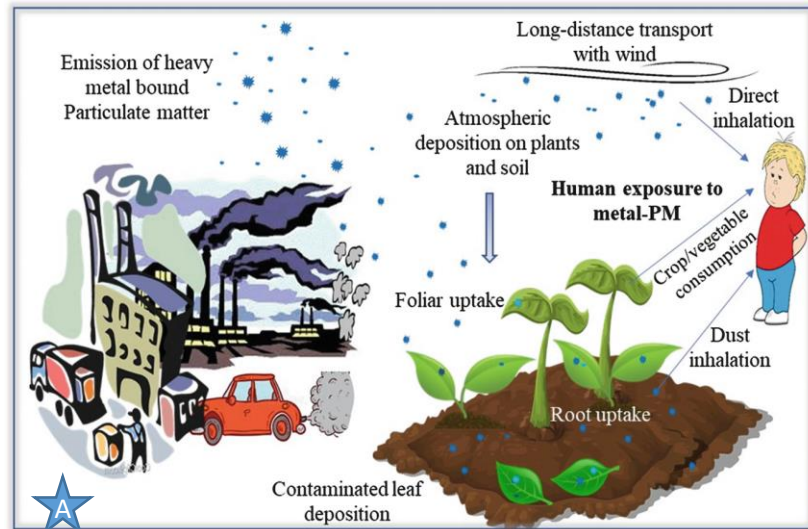 Emission of heavy
metal bound
Particulate matter
Long-distance transport
with wind
Direct
inhalation
Atmospheric
deposition on plants
and soil
Human exposure to
metal-PM
Crop/vegetable
consumption
Foliar uptake
Dust
inhalation
Root uptake
Contaminated leaf
deposition
A